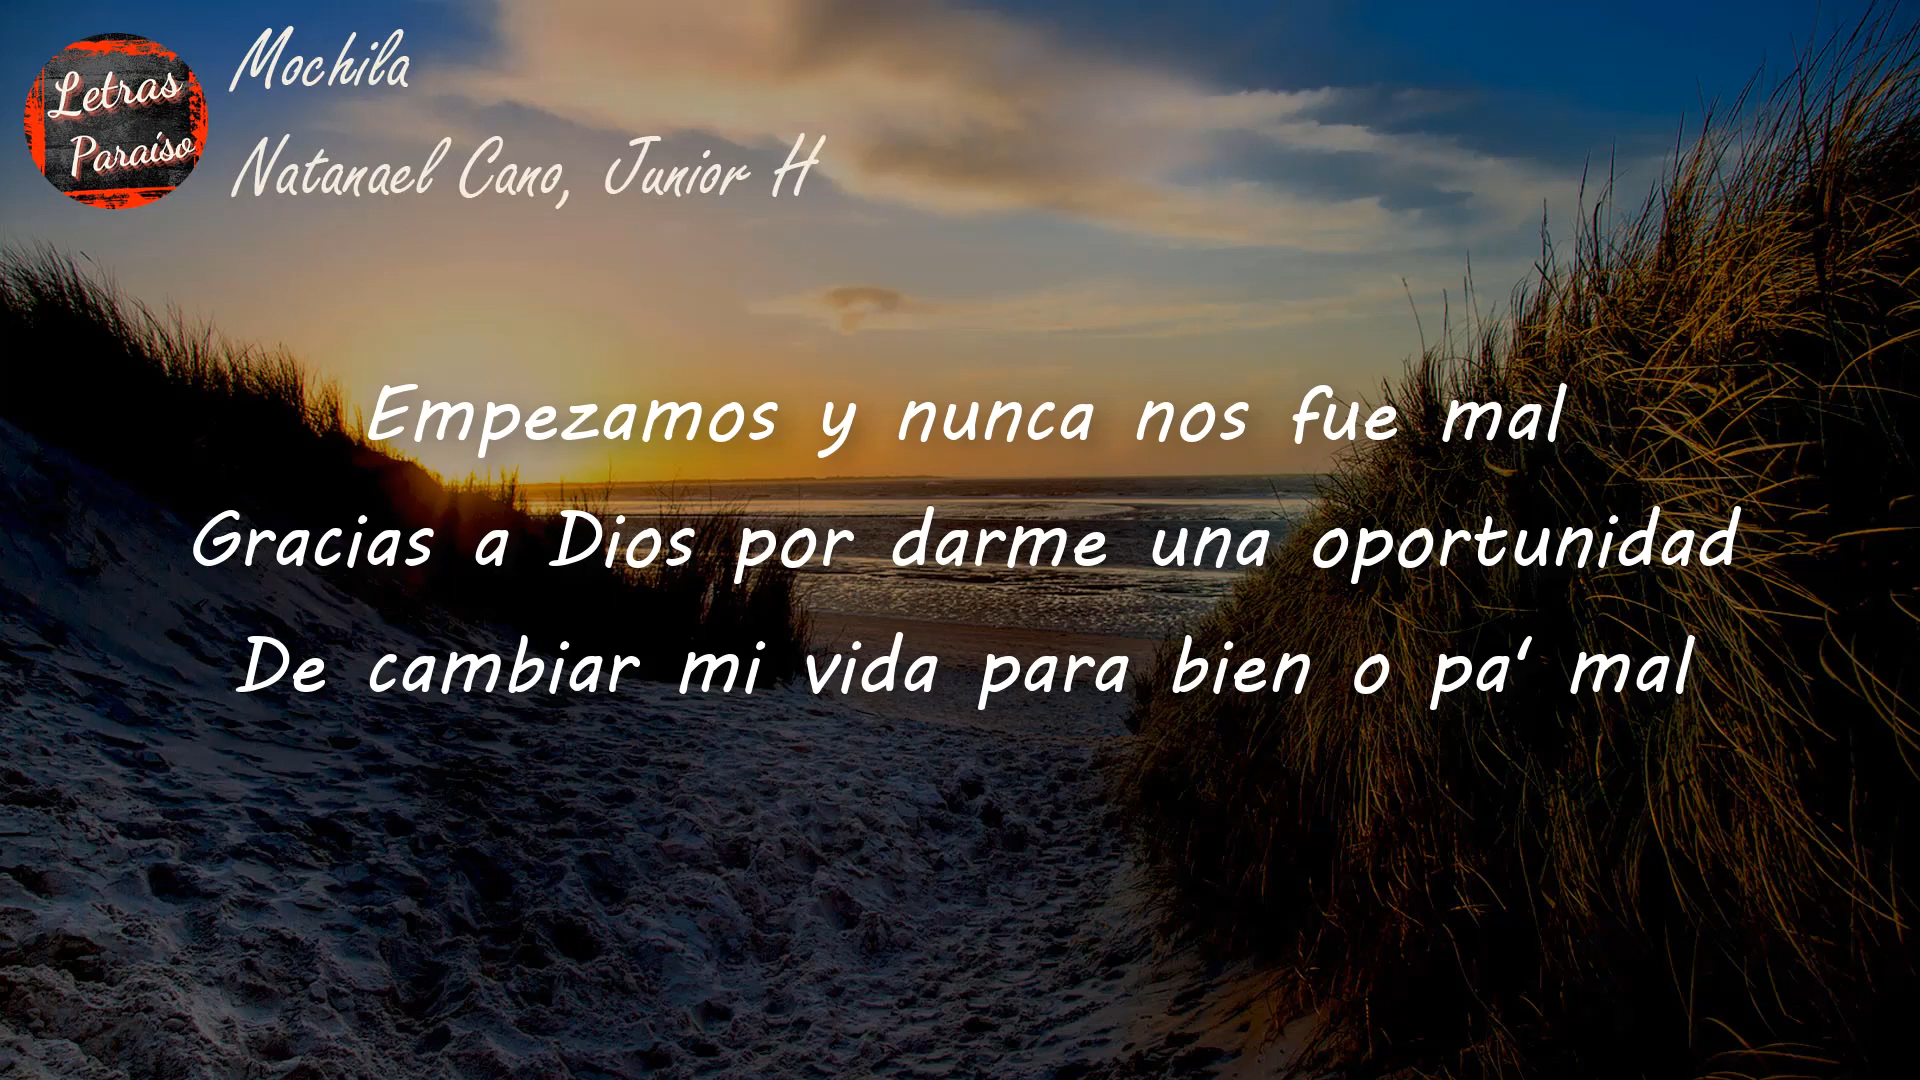 Letras
Paraíso
Mochila
Natanael Cano, Junior H
Empezamos y nunca nos fue mal
Gracias a Dios por darme una oportunidad
De cambiar mi vida para bien o pa‘ mal